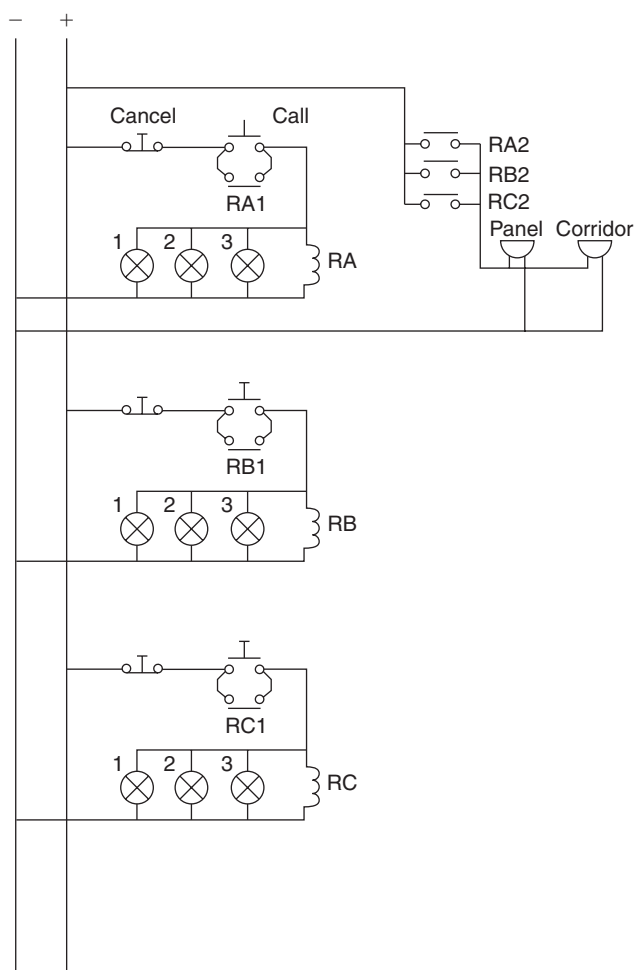 − +
Cancel Call
RA2
RB2
RC2
RA1
Panel Corridor
1 2 3
RA
RB1
1 2 3
RB
RC1
1 2 3
RC